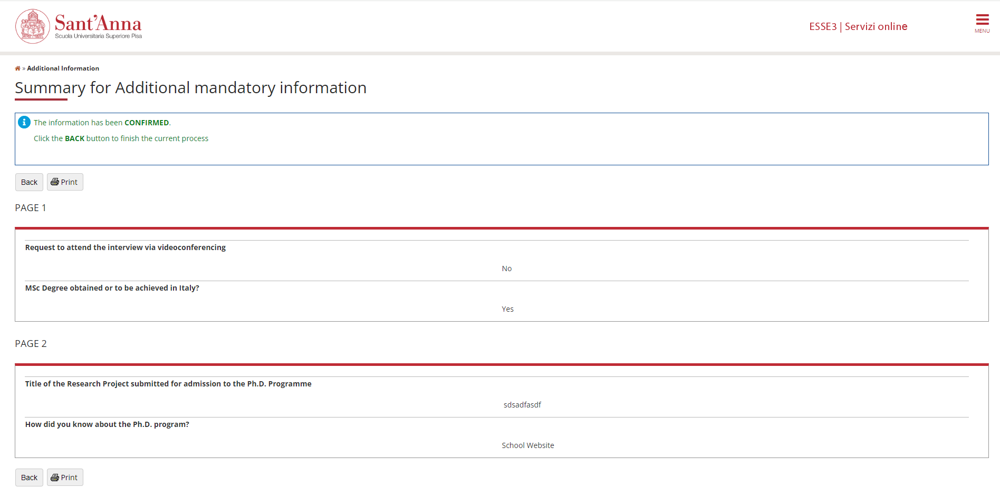 Sant'Anna
Scuola Universitaria Superiore Pisa
ESSE3 | Servizi online
MENU
» Additional Information
Summary for Additional mandatory information
The information has been CONFIRMED.
Click the BACK button to finish the current process
Back Print
PAGE 1
Request to attend the interview via videoconferencing
No
MSc Degree obtained or to be achieved in Italy?
Yes
PAGE 2
Title of the Research Project submitted for admission to the Ph.D. Programme
sdsadfasdf
How did you know about the Ph.D. program?
School Website
Back Print